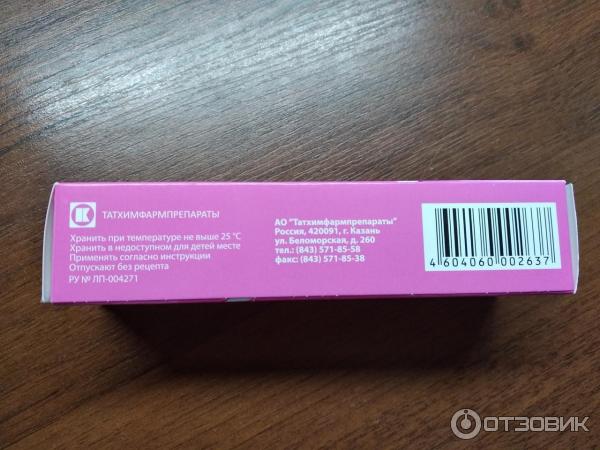 ТАТХИМФАРМПРЕПАРАТЫ
Хранить при температуре не выше 25 °С
Хранить в недоступном для детей месте
Применять согласно инструкции
Отпускают без рецепта
РУ № ЛП-004271
АО "Татхимфармпрепараты"
Россия, 420091, г. Казань
ул. Беломорская, д. 260
тел.: (843) 571-85-58
факс: (843) 571-85-38
4 604060 002637
ОТЗОВИК